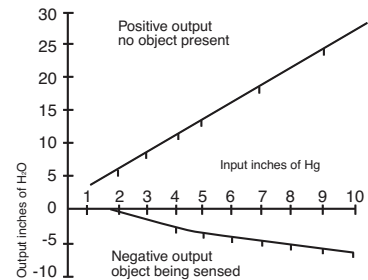 30
Positive output
no object present
25
20
15
10
5
Input inches of Hg
1 2 3 4 5 6 7 8 9 10
0
-5
-10
Negative output
object being sensed
Output inches of H2O